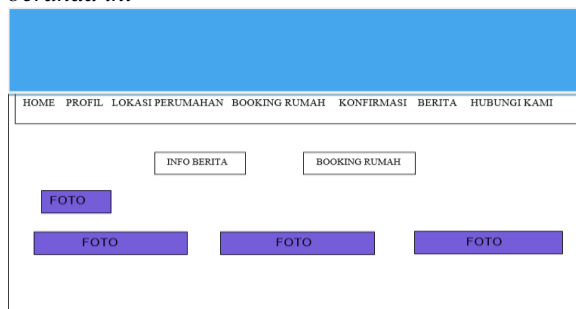 beranda ini
HOME PROFIL LOKASI PERUMAHAN BOOKING RUMAH KONFIRMASI BERITA HUBUNGI KAMI
INFO BERITA BOOKING RUMAH
FOTO
FOTO FOTO FOTO